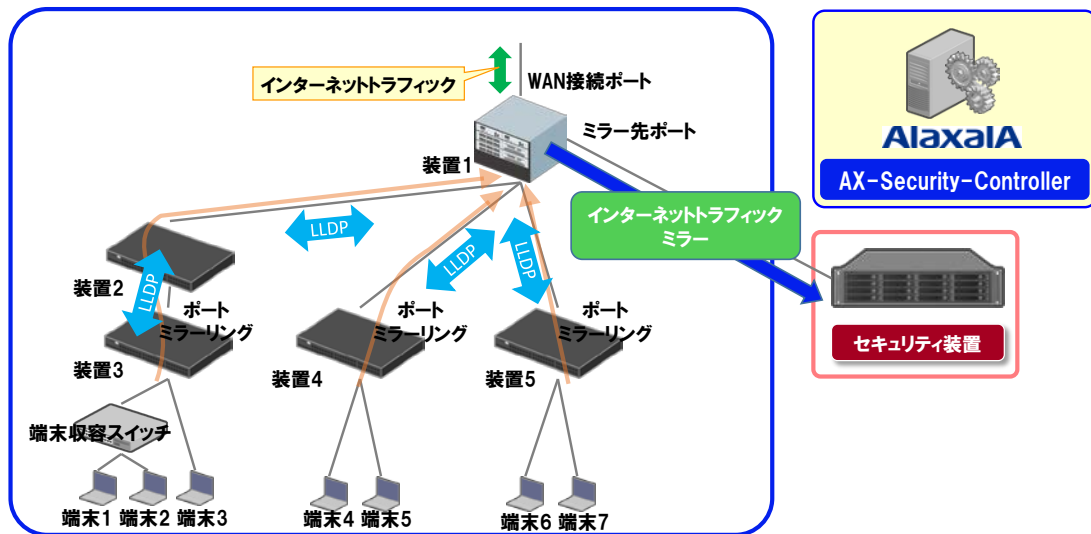 インターネットトラフィック
WAN接続ポート
ミラー先ポート
装置1
AlaxalA
AX-Security-Controller
インターネットトラフィック
ミラー
LLDP
LLDP
LLDP
LLDP
装置2
ポート
ミラーリング
ポート
ミラーリング
ポート
ミラーリング
セキュリティ装置
装置3
装置4
装置5
端末収容スイッチ
端末1
端末2
端末3
端末4
端末5
端末6
端末7